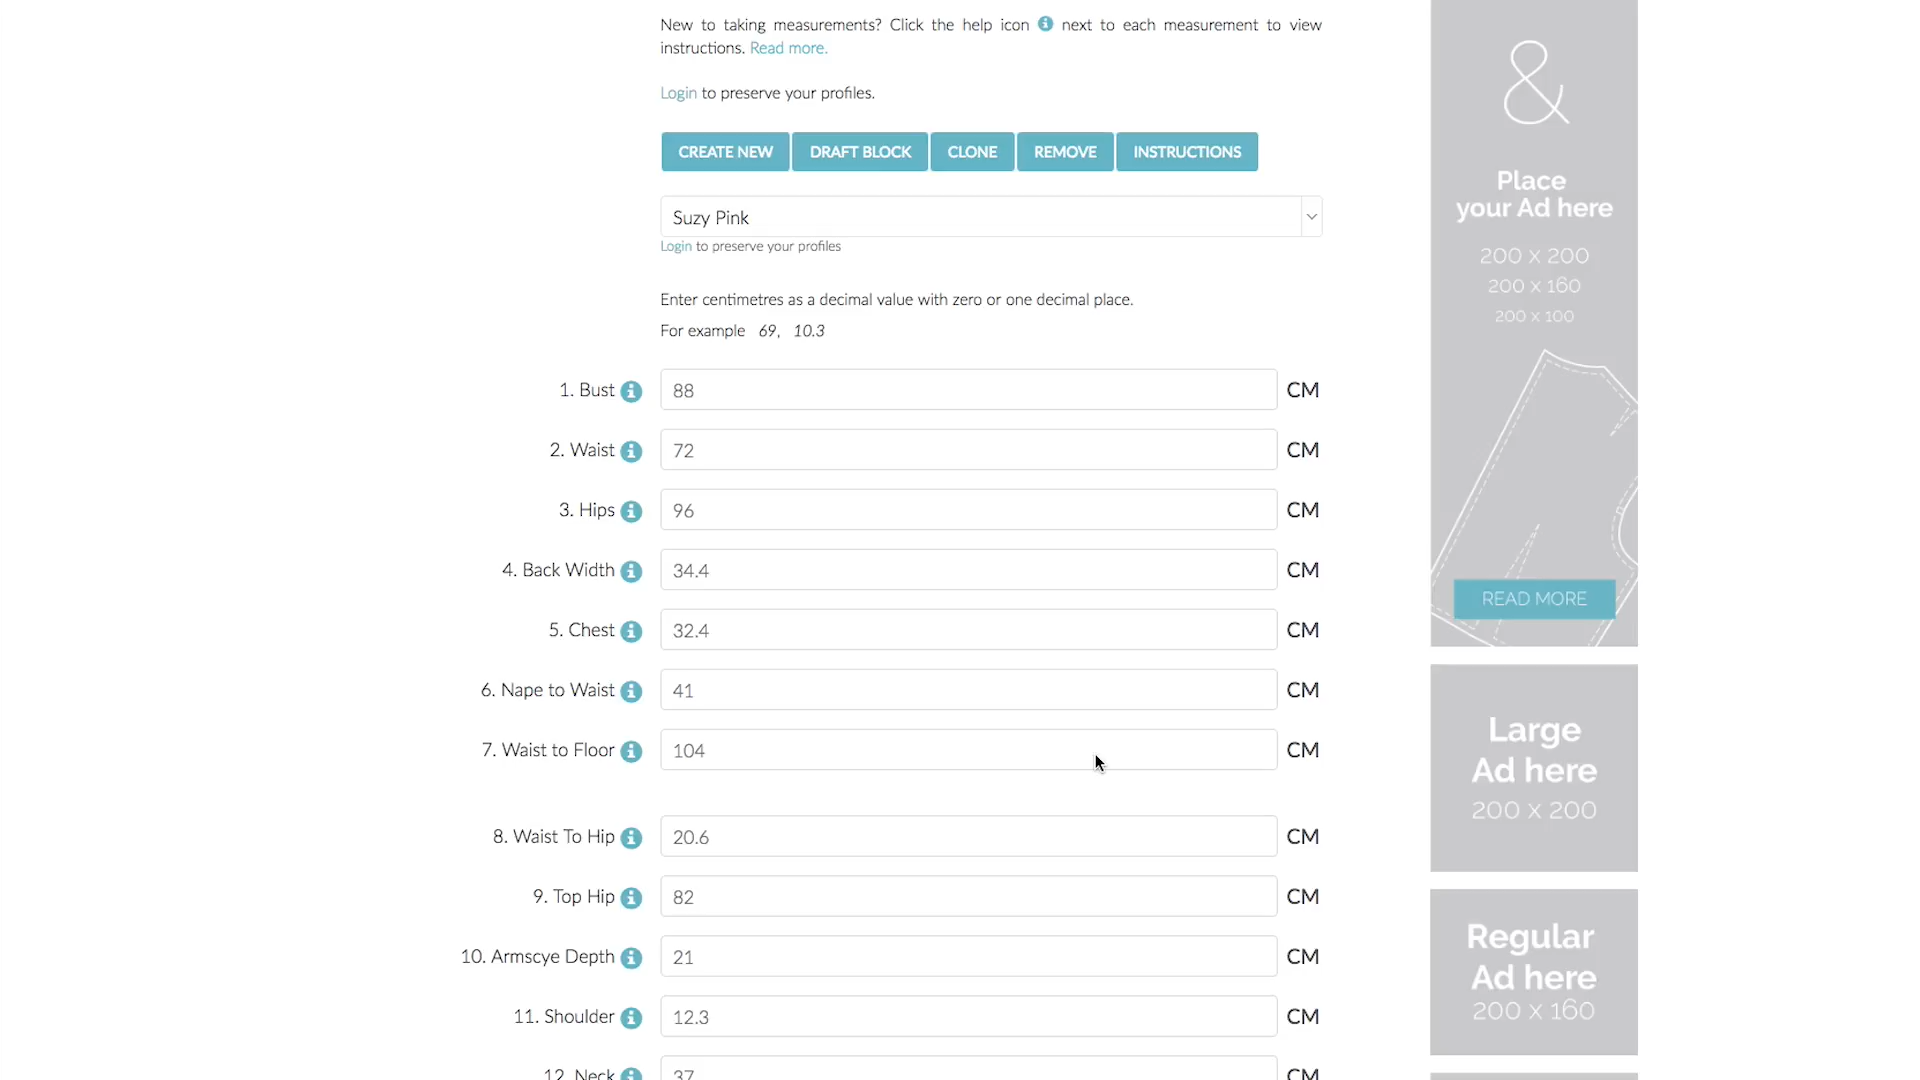 New to taking measurements? Click the help icon next to each measurement to view
instructions. Read more.
Login to preserve your profiles.
CREATE NEW
DRAFT BLOCK
CLONE
REMOVE
INSTRUCTIONS
Suzy Pink
Login to preserve your profiles
Enter centimetres as a decimal value with zero or one decimal place.
For example 69, 10.3
1. Bust 88 CM
2. Waist 72 CM
3. Hips 96 CM
4. Back Width 34.4 CM
5. Chest 32.4 CM
6. Nape to Waist 41 CM
7. Waist to Floor 104 CM
8. Waist To Hip 20.6 CM
9. Top Hip 82 CM
10. Armscye Depth 21 CM
11. Shoulder 12.3 CM
12. Neck 37 CM
&
Place
your Ad here
200 x 200
200 x 160
200 x 100
READ MORE
Large
Ad here
200 x 200
Regular
Ad here
200 x 160